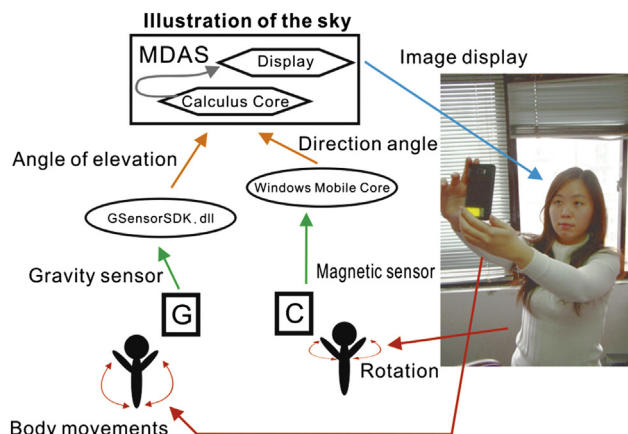 Illustration of the sky
MDAS
Display
Calculus Core
Image display
Angle of elevation
Direction angle
GSensorSDK.dll
Windows Mobile Core
Gravity sensor
Magnetic sensor
G
C
Rotation
Body movements